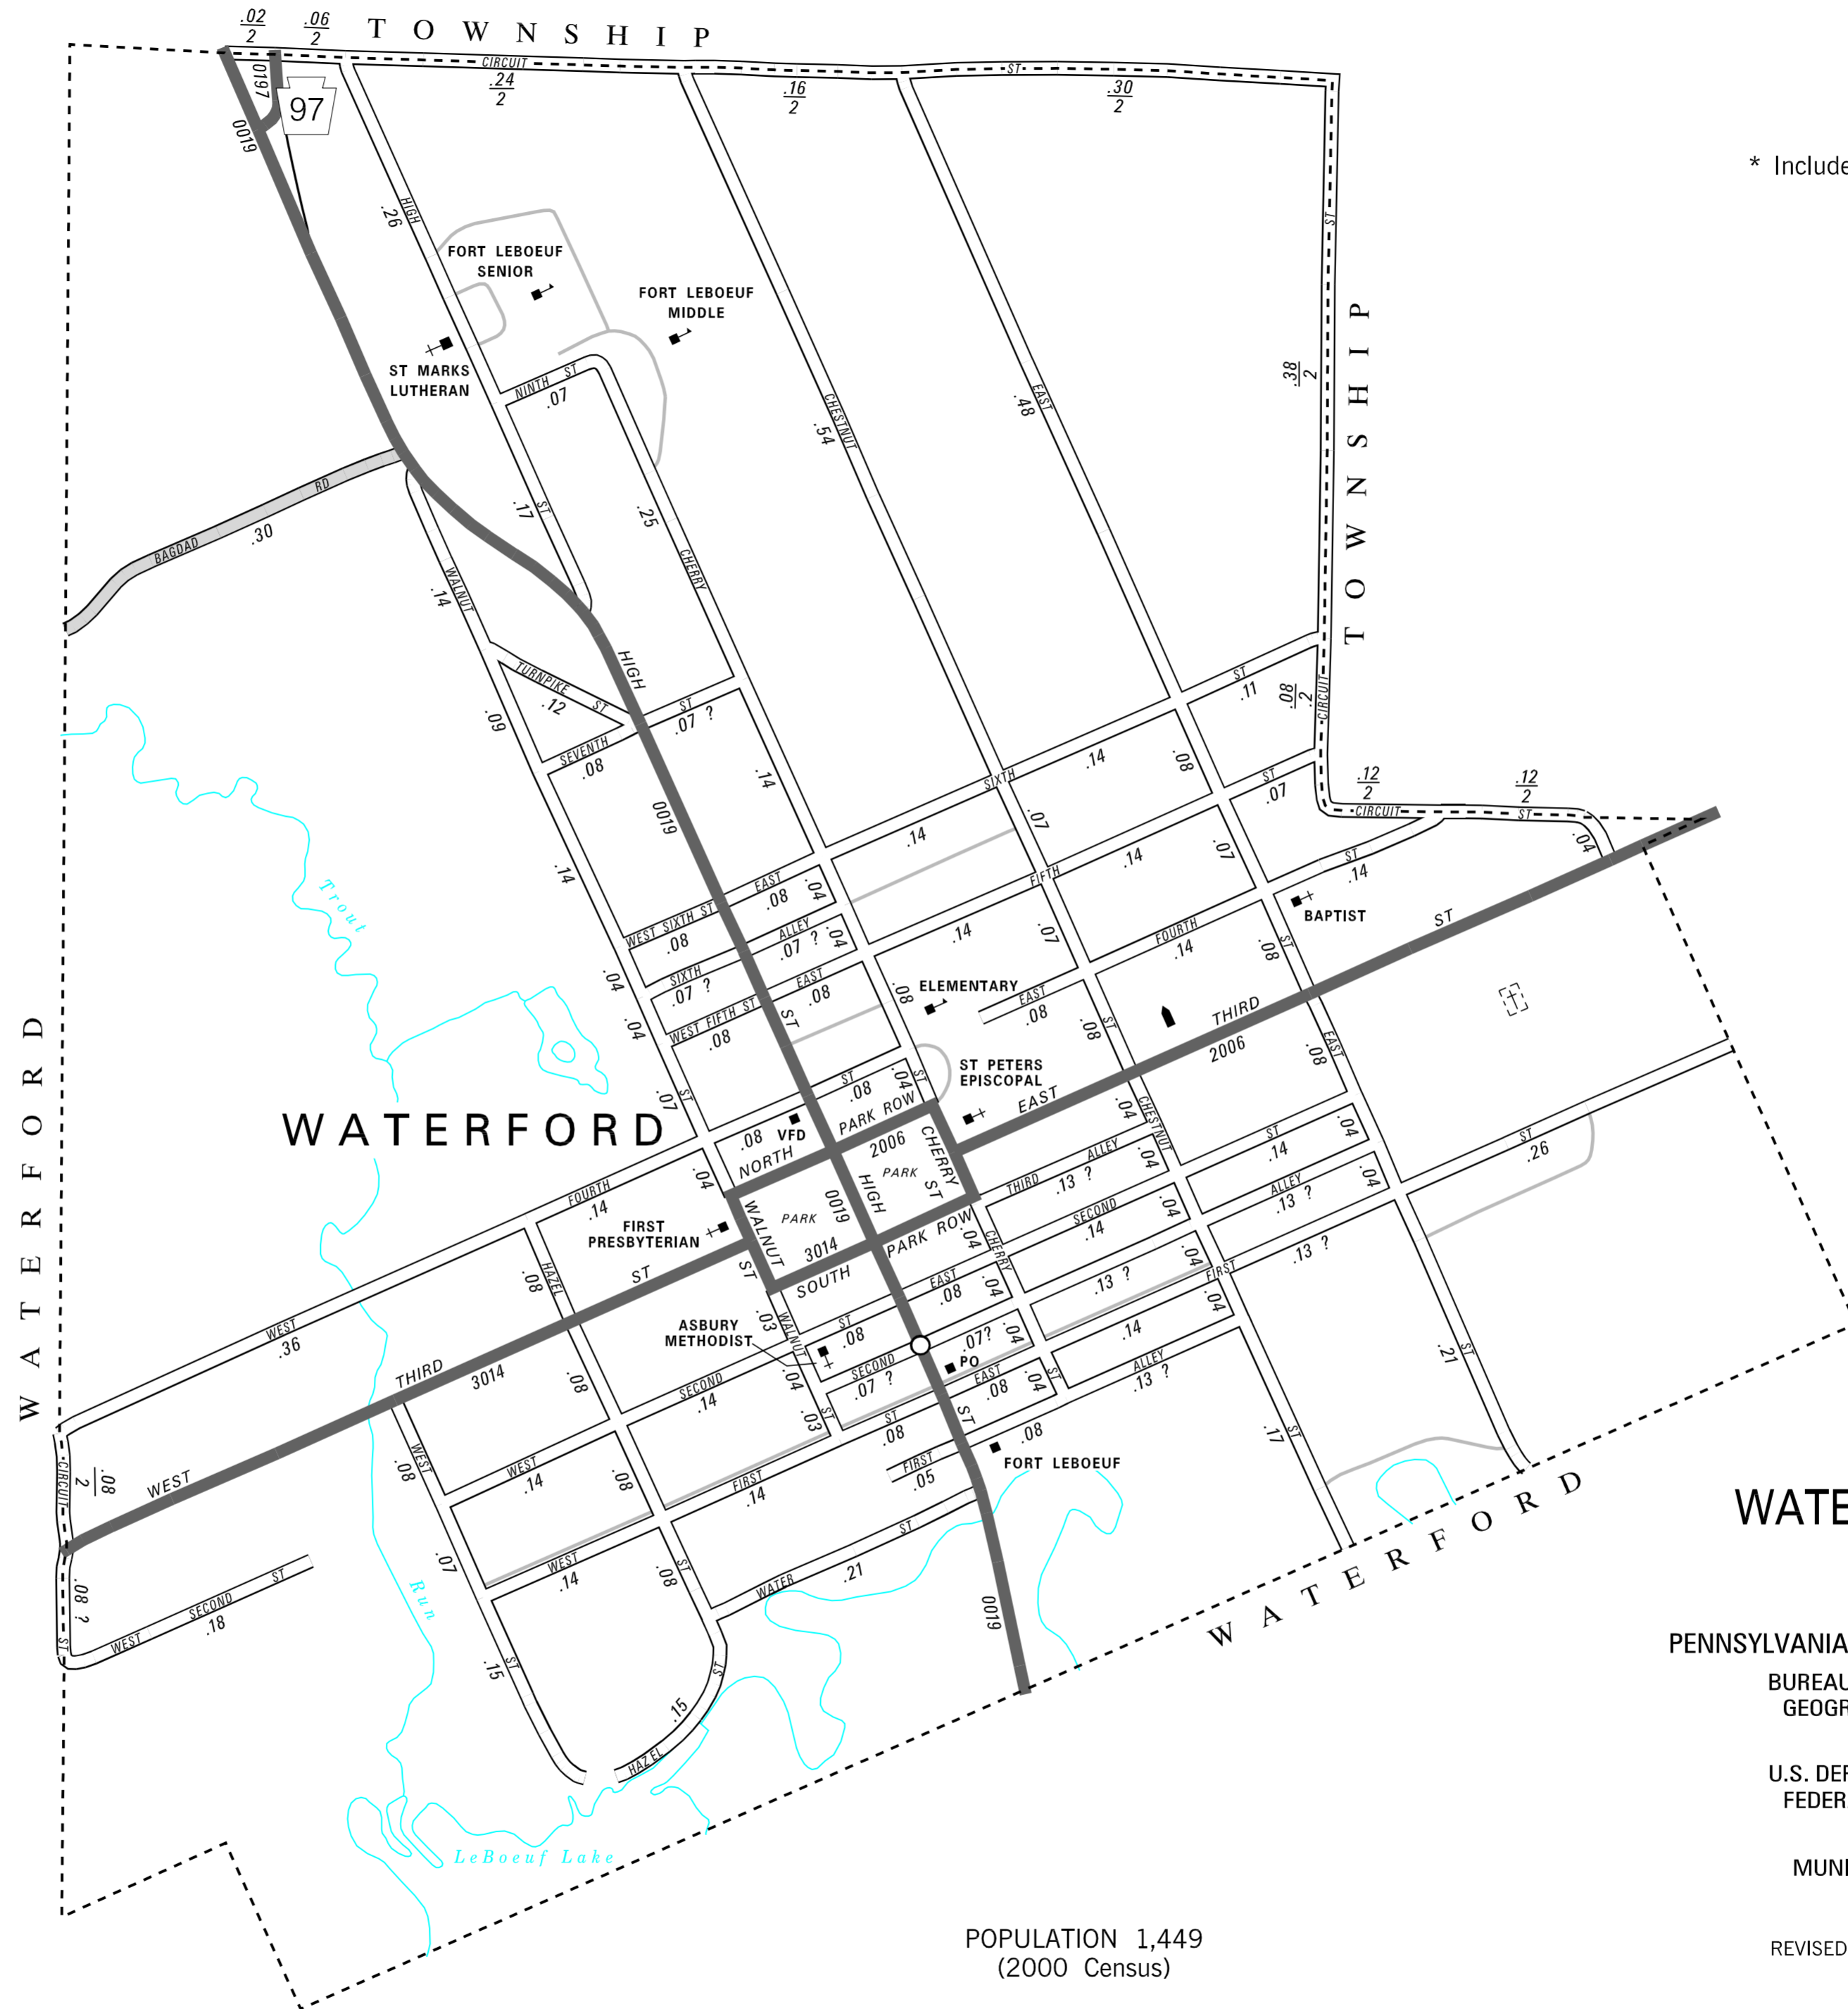 .02
2
.06
2
TOWNSHIP
CIRCUIT
ST
.24
2
.16
2
.30
2
0197
97
0019
* Include
HIGH
.26
FORT LEBOEUF
SENIOR
FORT LEBOEUF
MIDDLE
ST MARKS
LUTHERAN
NINTH ST
.07
CHESTNUT
.54
EAST
.48
ST
.38
2
TOWNSHIP
BAGDAD RD
.30
.17
ST
.25
CHERRY
WALNUT
.14
TURNPIKE ST
.12
HIGH
.09
SEVENTH
.08
ST
.07 ?
ST
.11
.08
2
CIRCUIT
.14
0019
SIXTH
.14
.08
ST
.07
.12
2
.12
2
CIRCUIT ST
.04
.14
.14
.07
FIFTH
.14
.07
ST
.14
BAPTIST
Trout
WEST SIXTH ST
.08
EAST
.08
.04
ALLEY
.07 ?
.04
SIXTH
.07 ?
.04
WEST FIFTH ST
.08
EAST
.08
ST
.04
.14
.07
FOURTH
.14
ST
.08
ST
ELEMENTARY
.08
EAST
.08
ST
.08
THIRD
2006
EAST
.08
ST PETERS
EPISCOPAL
EAST
ST
.07
ST
.08
.04
ST
VFD
.08
PARK ROW
2006
NORTH
CHERRY
ST
PARK
HIGH
0019
WATERFORD
WATERFORD
.04
CHESTNUT
ALLEY
.04
THIRD
.13 ?
ST
.14
.04
ST
.26
SECOND
.14
.04
ALLEY
.13 ?
.04
FOURTH
.14
.04
FIRST
PRESBYTERIAN
WALNUT
ST
PARK
3014
PARK ROW
SOUTH
.04
CHERRY
.04
.13 ?
.04
FIRST
.13 ?
HAZEL
.08
ST
WEST
.36
.03
WALNUT
ASBURY
METHODIST
ST
.08
EAST
.08
SECOND
.07 ?
.07?
.04
PO
.14
.04
ALLEY
.13 ?
THIRD
3014
.08
SECOND
.14
.04
.03
ST
ST
.08
EAST
.08
.04
ST
ST
.21
ST
.17
ST
FIRST
.05
.08
FORT LEBOEUF
WEST
CIRCUIT
.08
2
WEST
.08
WEST
.14
.08
FIRST
.14
WATERFORD
WATE
.07
WEST
.14
ST
.08
WATER ST
.21
0019
.08 ?
ST
WEST SECOND ST
.18
Run
.15
ST
ST
.15
HAZEL
LeBoeuf Lake
PENNSYLVANIA
BUREAU
GEOGR
U.S. DEP
FEDER
MUNI
REVISED
POPULATION 1,449
(2000 Census)